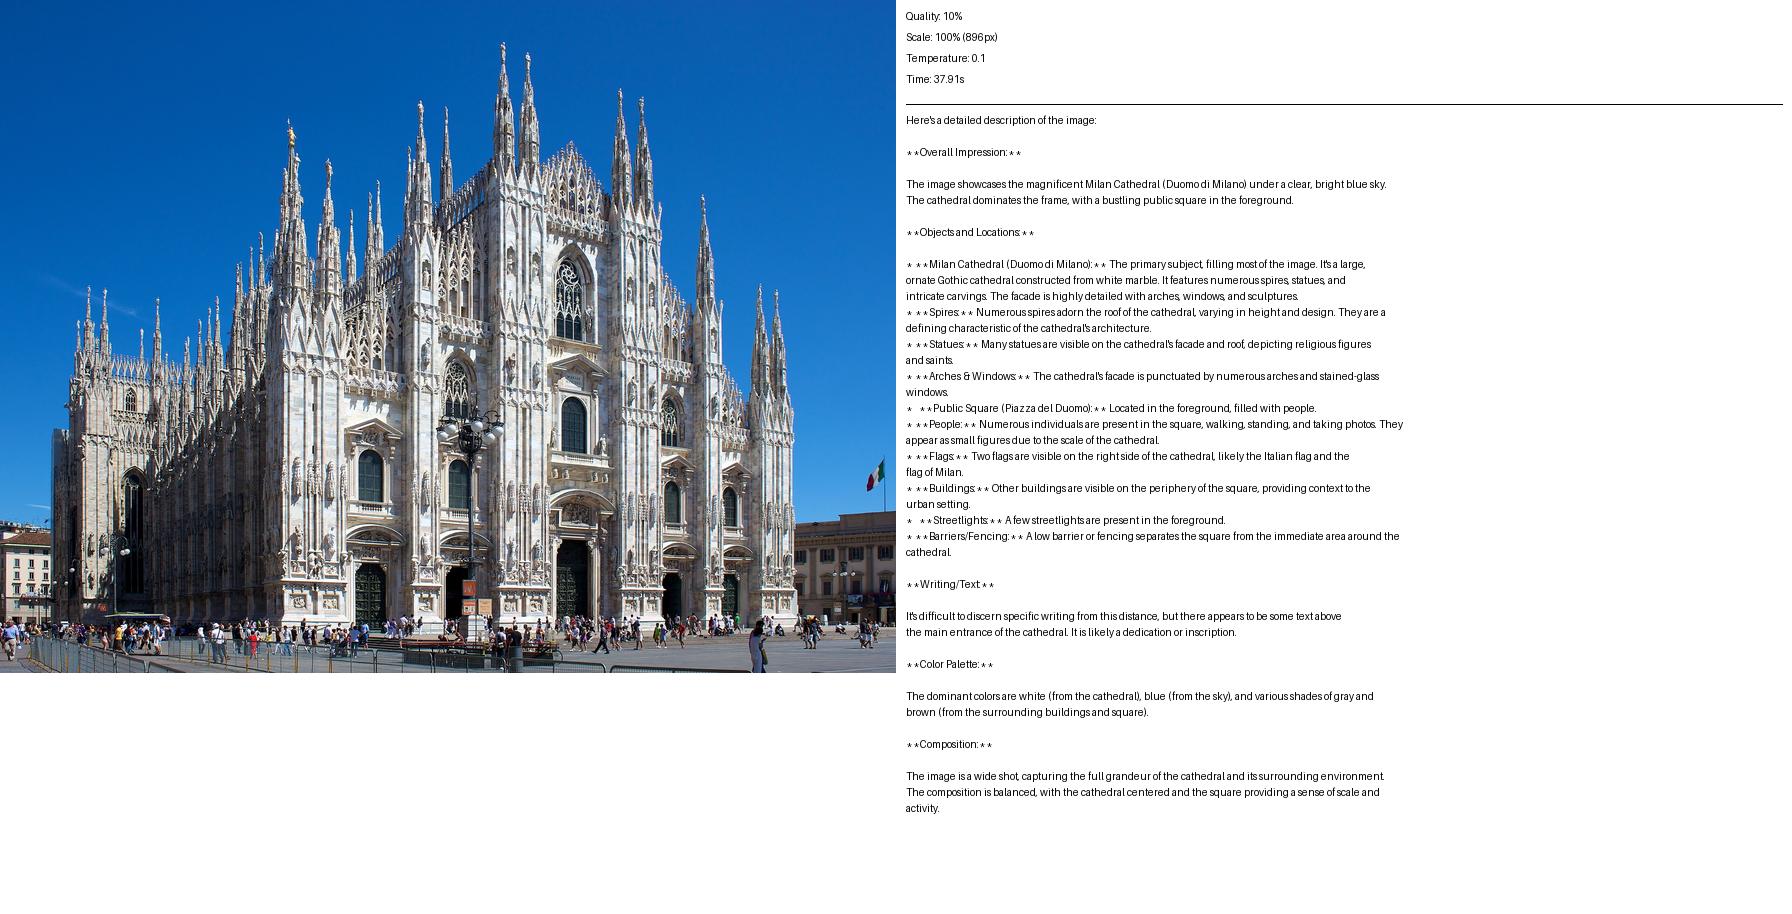 Quality: 10%
Scale: 100% (896px)
Temperature: 0.1
Time: 37.91s
Here's a detailed description of the image:
**Overall Impression:**
The image showcases the magnificent Milan Cathedral (Duomo di Milano) under a clear, bright blue sky.
The cathedral dominates the frame, with a bustling public square in the foreground.
**Objects and Locations:**
* **Milan Cathedral (Duomo di Milano):** The primary subject, filling most of the image. It's a large,
ornate Gothic cathedral constructed from white marble. It features numerous spires, statues, and
intricate carvings. The facade is highly detailed with arches, windows, and sculptures.
* **Spires:** Numerous spires adorn the roof of the cathedral, varying in height and design. They are a
defining characteristic of the cathedral's architecture.
* **Statues:** Many statues are visible on the cathedral's facade and roof, depicting religious figures
and saints.
* **Arches & Windows:** The cathedral's facade is punctuated by numerous arches and stained-glass
windows.
*   **Public Square (Piazza del Duomo):** Located in the foreground, filled with people.
* **People:** Numerous individuals are present in the square, walking, standing, and taking photos. They
appear as small figures due to the scale of the cathedral.
* **Flags:** Two flags are visible on the right side of the cathedral, likely the Italian flag and the
flag of Milan.
* **Buildings:** Other buildings are visible on the periphery of the square, providing context to the
urban setting.
*   **Streetlights:** A few streetlights are present in the foreground.
* **Barriers/Fencing:** A low barrier or fencing separates the square from the immediate area around the
cathedral.
**Writing/Text:**
It's difficult to discern specific writing from this distance, but there appears to be some text above
the main entrance of the cathedral. It is likely a dedication or inscription.
**Color Palette:**
The dominant colors are white (from the cathedral), blue (from the sky), and various shades of gray and
brown (from the surrounding buildings and square).
**Composition:**
The image is a wide shot, capturing the full grandeur of the cathedral and its surrounding environment.
The composition is balanced, with the cathedral centered and the square providing a sense of scale and
activity.